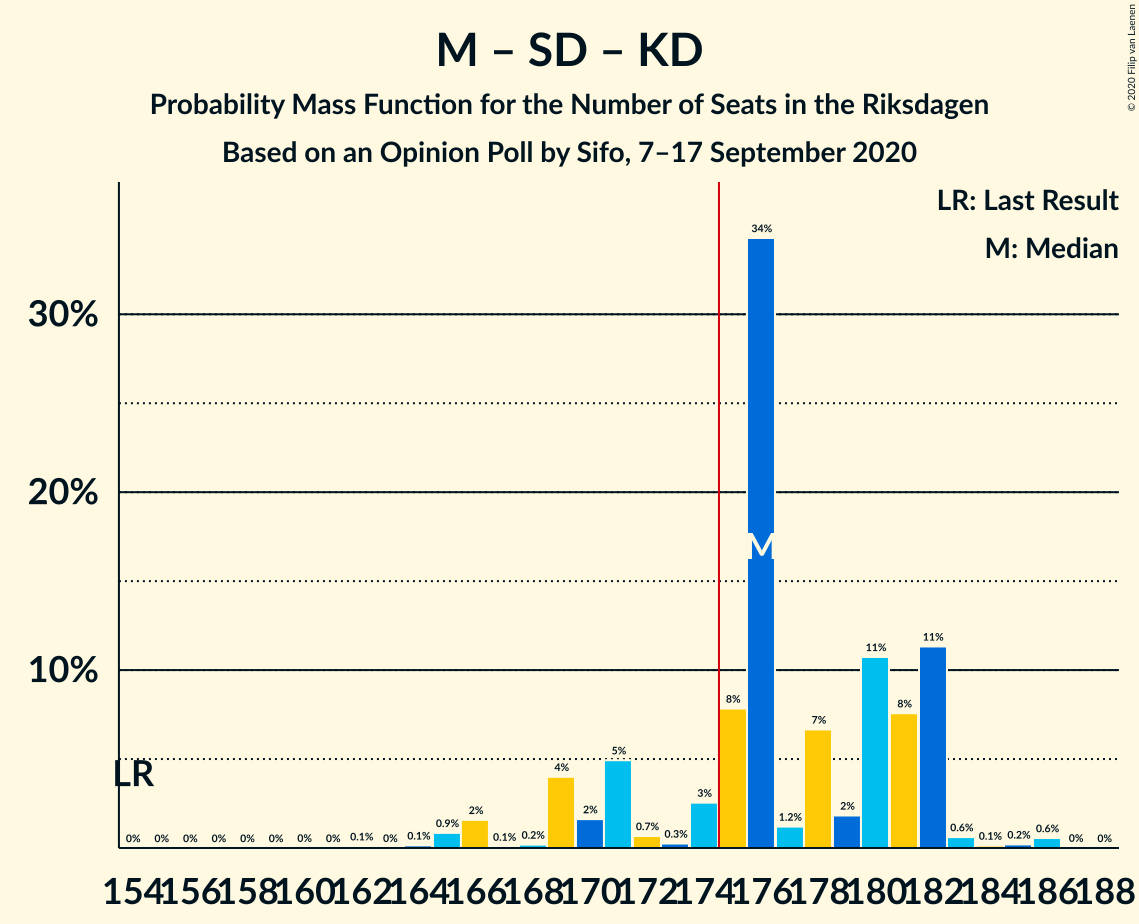 M – SD – KD
Probability Mass Function for the Number of Seats in the Riksdagen
Based on an Opinion Poll by Sifo, 7–17 September 2020
© 2020 Filip van Laenen
LR: Last Result
M: Median
34%
30%
20%
M
11% 11%
10%
8% 8%
7%
5%
LR
4%
3%
2% 2% 2%
0% 0% 0% 0% 0% 0% 0% 0% 0.1% 0% 0.1% 0.9% 0.1% 0.2% 0.7% 0.3% 1.2% 0.6% 0.1% 0.2% 0.6% 0% 0%
154 156 158 160 162 164 166 168 170 172 174 176 178 180 182 184 186 188